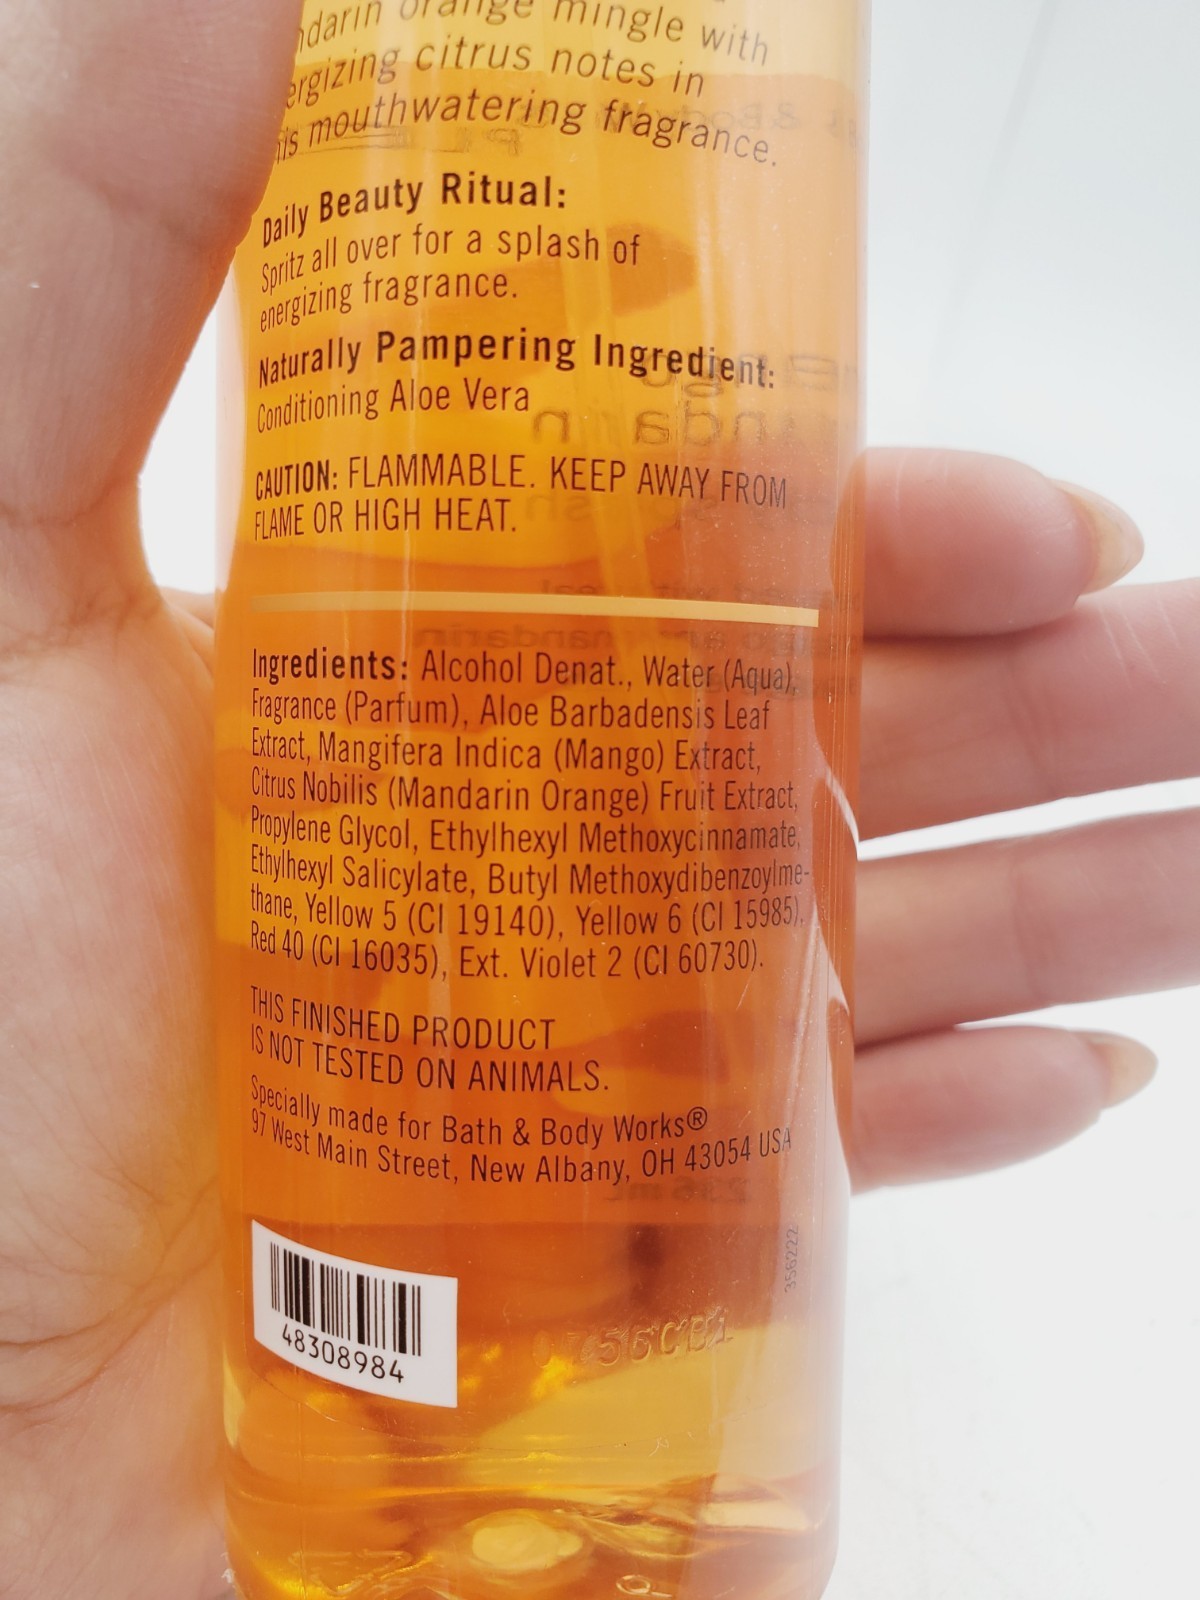 orange mingle with
citrus notes in
mouthwatering fragrance.
Daily Beauty Ritual:
Spritz all over for a splash of
energizing fragrance.
Naturally Pampering Ingredient:
Conditioning Aloe Vera
CAUTION: FLAMMABLE. KEEP AWAY FROM
FLAME OR HIGH HEAT.
Ingredients: Alcohol Denat., Water (Aqua),
Fragrance (Parfum), Aloe Barbadensis Leaf
Extract, Mangifera Indica (Mango) Extract,
Citrus Nobilis (Mandarin Orange) Fruit Extract,
Propylene Glycol, Ethylhexyl Methoxycinnamate,
Ethylhexyl Salicylate, Butyl Methoxydibenzoylme-
thane, Yellow 5 (CI 19140), Yellow 6 (CI 15985),
Red 40 (CI 16035), Ext. Violet 2 (CI 60730).
THIS FINISHED PRODUCT
IS NOT TESTED ON ANIMALS.
Specially made for Bath & Body Works®
97 West Main Street, New Albany, OH 43054 USA
356222
48308984